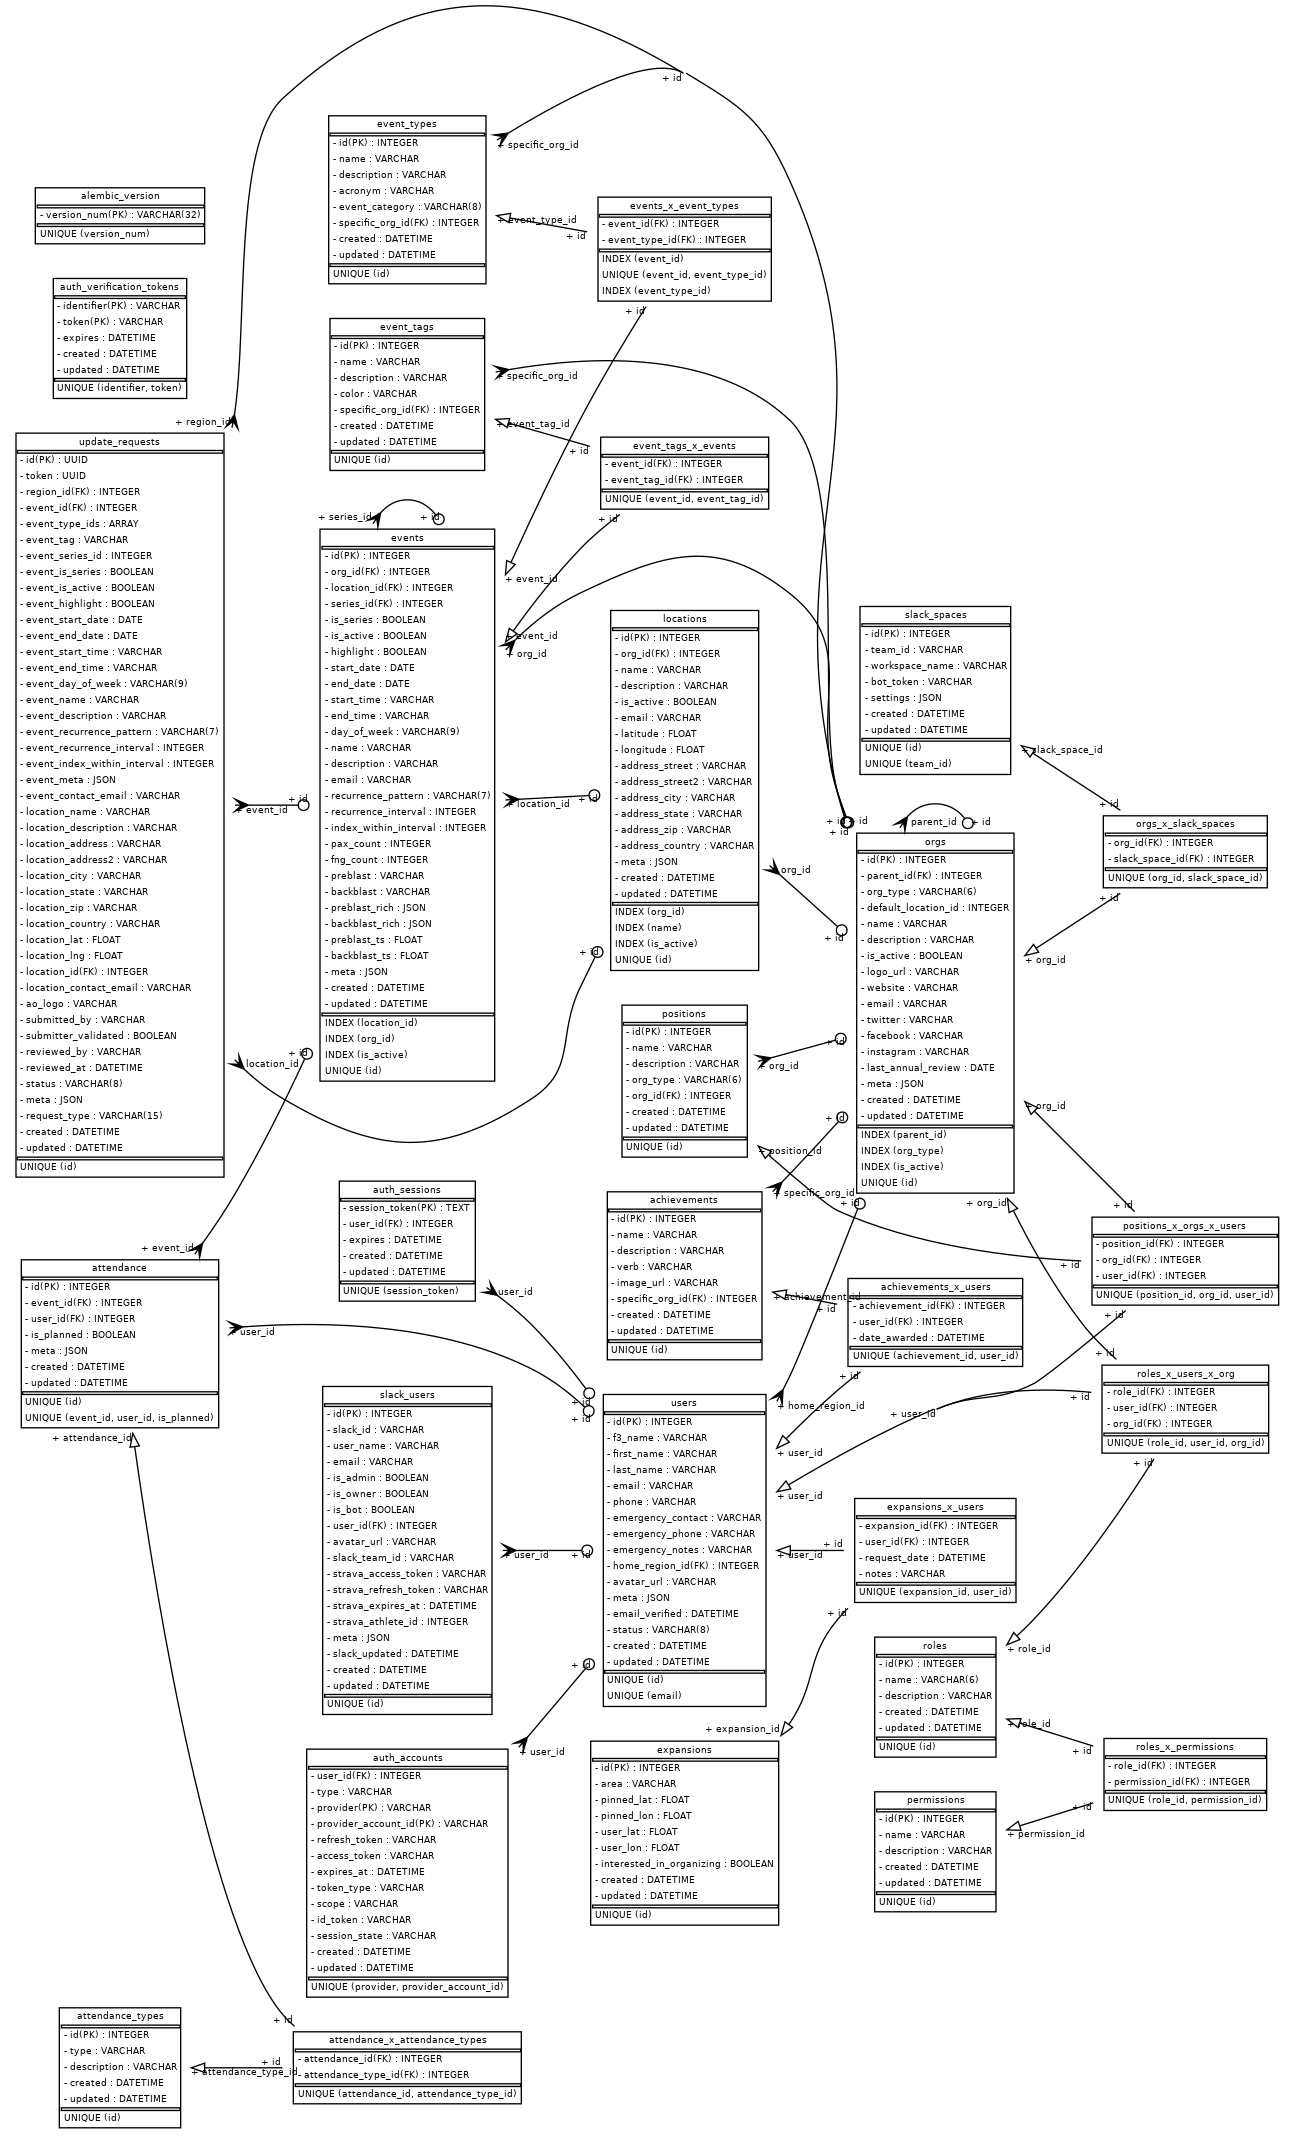 + id
event_types
- id(PK) : INTEGER
- name : VARCHAR
- description : VARCHAR
- acronym : VARCHAR
- event_category : VARCHAR(8)
- specific_org_id(FK) : INTEGER
- created : DATETIME
- updated : DATETIME
UNIQUE (id)
+ specific_org_id
+ event_type_id
+ id
alembic_version
- version_num(PK) : VARCHAR(32)
UNIQUE (version_num)
events_x_event_types
- event_id(FK) : INTEGER
- event_type_id(FK) : INTEGER
INDEX (event_id)
UNIQUE (event_id, event_type_id)
INDEX (event_type_id)
+ id
auth_verification_tokens
- identifier(PK) : VARCHAR
- token(PK) : VARCHAR
- expires : DATETIME
- created : DATETIME
- updated : DATETIME
UNIQUE (identifier, token)
event_tags
- id(PK) : INTEGER
- name : VARCHAR
- description : VARCHAR
- color : VARCHAR
- specific_org_id(FK) : INTEGER
- created : DATETIME
- updated : DATETIME
UNIQUE (id)
+ specific_org_id
+ event_tag_id
+ id
event_tags_x_events
- event_id(FK) : INTEGER
- event_tag_id(FK) : INTEGER
UNIQUE (event_id, event_tag_id)
+ id
+ region_id
update_requests
- id(PK) : UUID
- token : UUID
- region_id(FK) : INTEGER
- event_id(FK) : INTEGER
- event_type_ids : ARRAY
- event_tag : VARCHAR
- event_series_id : INTEGER
- event_is_series : BOOLEAN
- event_is_active : BOOLEAN
- event_highlight : BOOLEAN
- event_start_date : DATE
- event_end_date : DATE
- event_start_time : VARCHAR
- event_end_time : VARCHAR
- event_day_of_week : VARCHAR(9)
- event_name : VARCHAR
- event_description : VARCHAR
- event_recurrence_pattern : VARCHAR(7)
- event_recurrence_interval : INTEGER
- event_index_within_interval : INTEGER
- event_meta : JSON
- event_contact_email : VARCHAR
- location_name : VARCHAR
- location_description : VARCHAR
- location_address : VARCHAR
- location_address2 : VARCHAR
- location_city : VARCHAR
- location_state : VARCHAR
- location_zip : VARCHAR
- location_country : VARCHAR
- location_lat : FLOAT
- location_lng : FLOAT
- location_id(FK) : INTEGER
- location_contact_email : VARCHAR
- ao_logo : VARCHAR
- submitted_by : VARCHAR
- submitter_validated : BOOLEAN
- reviewed_by : VARCHAR
- reviewed_at : DATETIME
- status : VARCHAR(8)
- meta : JSON
- request_type : VARCHAR(15)
- created : DATETIME
- updated : DATETIME
UNIQUE (id)
+ event_id
+ id
+ location_id
+ id
+ series_id
+ id
events
- id(PK) : INTEGER
- org_id(FK) : INTEGER
- location_id(FK) : INTEGER
- series_id(FK) : INTEGER
- is_series : BOOLEAN
- is_active : BOOLEAN
- highlight : BOOLEAN
- start_date : DATE
- end_date : DATE
- start_time : VARCHAR
- end_time : VARCHAR
- day_of_week : VARCHAR(9)
- name : VARCHAR
- description : VARCHAR
- email : VARCHAR
- recurrence_pattern : VARCHAR(7)
- recurrence_interval : INTEGER
- index_within_interval : INTEGER
- pax_count : INTEGER
- fng_count : INTEGER
- preblast : VARCHAR
- backblast : VARCHAR
- preblast_rich : JSON
- backblast_rich : JSON
- preblast_ts : FLOAT
- backblast_ts : FLOAT
- meta : JSON
- created : DATETIME
- updated : DATETIME
INDEX (location_id)
INDEX (org_id)
INDEX (is_active)
UNIQUE (id)
+ event_id
+ event_id
+ org_id
+ location_id
+ id
locations
- id(PK) : INTEGER
- org_id(FK) : INTEGER
- name : VARCHAR
- description : VARCHAR
- is_active : BOOLEAN
- email : VARCHAR
- latitude : FLOAT
- longitude : FLOAT
- address_street : VARCHAR
- address_street2 : VARCHAR
- address_city : VARCHAR
- address_state : VARCHAR
- address_zip : VARCHAR
- address_country : VARCHAR
- meta : JSON
- created : DATETIME
- updated : DATETIME
INDEX (org_id)
INDEX (name)
INDEX (is_active)
UNIQUE (id)
+ id
+ org_id
+ id
slack_spaces
- id(PK) : INTEGER
- team_id : VARCHAR
- workspace_name : VARCHAR
- bot_token : VARCHAR
- settings : JSON
- created : DATETIME
- updated : DATETIME
UNIQUE (id)
UNIQUE (team_id)
+ slack_space_id
+ id
orgs_x_slack_spaces
- org_id(FK) : INTEGER
- slack_space_id(FK) : INTEGER
UNIQUE (org_id, slack_space_id)
+ id
+ org_id
+ id
+ id
+ id
+ parent_id
+ id
orgs
- id(PK) : INTEGER
- parent_id(FK) : INTEGER
- org_type : VARCHAR(6)
- default_location_id : INTEGER
- name : VARCHAR
- description : VARCHAR
- is_active : BOOLEAN
- logo_url : VARCHAR
- website : VARCHAR
- email : VARCHAR
- twitter : VARCHAR
- facebook : VARCHAR
- instagram : VARCHAR
- last_annual_review : DATE
- meta : JSON
- created : DATETIME
- updated : DATETIME
INDEX (parent_id)
INDEX (org_type)
INDEX (is_active)
UNIQUE (id)
positions
- id(PK) : INTEGER
- name : VARCHAR
- description : VARCHAR
- org_type : VARCHAR(6)
- org_id(FK) : INTEGER
- created : DATETIME
- updated : DATETIME
UNIQUE (id)
+ org_id
+ id
+ position_id
+ id
+ org_id
+ id
positions_x_orgs_x_users
- position_id(FK) : INTEGER
- org_id(FK) : INTEGER
- user_id(FK) : INTEGER
UNIQUE (position_id, org_id, user_id)
+ id
achievements
- id(PK) : INTEGER
- name : VARCHAR
- description : VARCHAR
- verb : VARCHAR
- image_url : VARCHAR
- specific_org_id(FK) : INTEGER
- created : DATETIME
- updated : DATETIME
UNIQUE (id)
+ specific_org_id
+ id
+ id
+ org_id
+ achievement_id
+ id
achievements_x_users
- achievement_id(FK) : INTEGER
- user_id(FK) : INTEGER
- date_awarded : DATETIME
UNIQUE (achievement_id, user_id)
+ id
+ id
roles_x_users_x_org
- role_id(FK) : INTEGER
- user_id(FK) : INTEGER
- org_id(FK) : INTEGER
UNIQUE (role_id, user_id, org_id)
+ id
+ id
+ user_id
auth_sessions
- session_token(PK) : TEXT
- user_id(FK) : INTEGER
- expires : DATETIME
- created : DATETIME
- updated : DATETIME
UNIQUE (session_token)
+ user_id
+ id
+ id
+ event_id
attendance
- id(PK) : INTEGER
- event_id(FK) : INTEGER
- user_id(FK) : INTEGER
- is_planned : BOOLEAN
- meta : JSON
- created : DATETIME
- updated : DATETIME
UNIQUE (id)
UNIQUE (event_id, user_id, is_planned)
+ user_id
+ id
+ attendance_id
slack_users
- id(PK) : INTEGER
- slack_id : VARCHAR
- user_name : VARCHAR
- email : VARCHAR
- is_admin : BOOLEAN
- is_owner : BOOLEAN
- is_bot : BOOLEAN
- user_id(FK) : INTEGER
- avatar_url : VARCHAR
- slack_team_id : VARCHAR
- strava_access_token : VARCHAR
- strava_refresh_token : VARCHAR
- strava_expires_at : DATETIME
- strava_athlete_id : INTEGER
- meta : JSON
- slack_updated : DATETIME
- created : DATETIME
- updated : DATETIME
UNIQUE (id)
+ user_id
+ id
users
- id(PK) : INTEGER
- f3_name : VARCHAR
- first_name : VARCHAR
- last_name : VARCHAR
- email : VARCHAR
- phone : VARCHAR
- emergency_contact : VARCHAR
- emergency_phone : VARCHAR
- emergency_notes : VARCHAR
- home_region_id(FK) : INTEGER
- avatar_url : VARCHAR
- meta : JSON
- email_verified : DATETIME
- status : VARCHAR(8)
- created : DATETIME
- updated : DATETIME
UNIQUE (id)
UNIQUE (email)
+ home_region_id
+ user_id
+ user_id
+ user_id
+ id
expansions_x_users
- expansion_id(FK) : INTEGER
- user_id(FK) : INTEGER
- request_date : DATETIME
- notes : VARCHAR
UNIQUE (expansion_id, user_id)
+ id
roles
- id(PK) : INTEGER
- name : VARCHAR(6)
- description : VARCHAR
- created : DATETIME
- updated : DATETIME
UNIQUE (id)
+ role_id
+ role_id
+ id
roles_x_permissions
- role_id(FK) : INTEGER
- permission_id(FK) : INTEGER
UNIQUE (role_id, permission_id)
+ id
permissions
- id(PK) : INTEGER
- name : VARCHAR
- description : VARCHAR
- created : DATETIME
- updated : DATETIME
UNIQUE (id)
+ permission_id
+ expansion_id
expansions
- id(PK) : INTEGER
- area : VARCHAR
- pinned_lat : FLOAT
- pinned_lon : FLOAT
- user_lat : FLOAT
- user_lon : FLOAT
- interested_in_organizing : BOOLEAN
- created : DATETIME
- updated : DATETIME
UNIQUE (id)
+ id
+ user_id
auth_accounts
- user_id(FK) : INTEGER
- type : VARCHAR
- provider(PK) : VARCHAR
- provider_account_id(PK) : VARCHAR
- refresh_token : VARCHAR
- access_token : VARCHAR
- expires_at : DATETIME
- token_type : VARCHAR
- scope : VARCHAR
- id_token : VARCHAR
- session_state : VARCHAR
- created : DATETIME
- updated : DATETIME
UNIQUE (provider, provider_account_id)
attendance_types
- id(PK) : INTEGER
- type : VARCHAR
- description : VARCHAR
- created : DATETIME
- updated : DATETIME
UNIQUE (id)
+ id
+ id
+ attendance_type_id
attendance_x_attendance_types
- attendance_id(FK) : INTEGER
- attendance_type_id(FK) : INTEGER
UNIQUE (attendance_id, attendance_type_id)